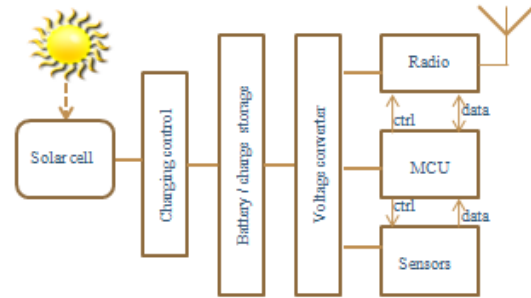 Solar cell
Charging control
Battery / charge storage
Voltage converter
Radio
ctrl
data
MCU
ctrl
data
Sensors